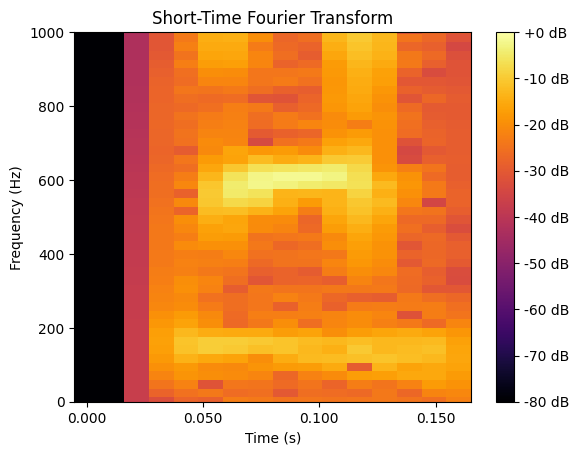 Short-Time Fourier Transform
1000
800
600
400
200
0
Frequency (Hz)
0.000
0.050
0.100
0.150
Time (s)
+0 dB
-10 dB
-20 dB
-30 dB
-40 dB
-50 dB
-60 dB
-70 dB
-80 dB